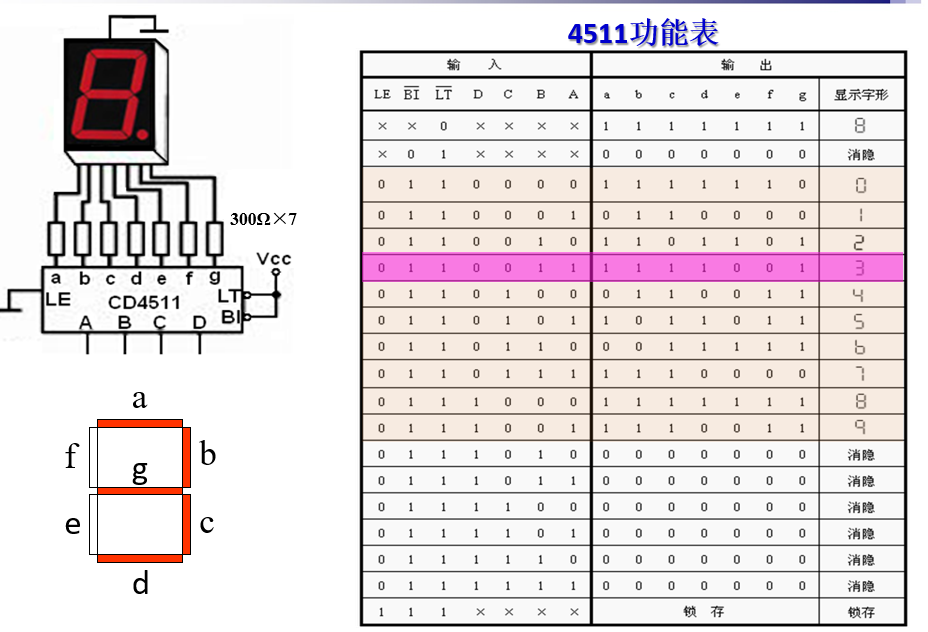 4511功能表
300Ω×7
Vcc
a b c d e f g
LE
LT
CD4511
BI
A B C D
a
f
b
g
e
c
d
输 入 输 出
LE B̅I̅ L̅T̅ D C B A a b c d e f g 显示字形
× × 0 × × × × 1 1 1 1 1 1 1 8
× 0 1 × × × × 0 0 0 0 0 0 0 消隐
0 1 1 0 0 0 0 1 1 1 1 1 1 0 0
0 1 1 0 0 0 1 0 1 1 0 0 0 0 1
0 1 1 0 0 1 0 1 1 0 1 1 0 1 2
0 1 1 0 0 1 1 1 1 1 1 0 0 1 3
0 1 1 0 1 0 0 0 1 1 0 0 1 1 4
0 1 1 0 1 0 1 1 0 1 1 0 1 1 5
0 1 1 0 1 1 0 0 0 1 1 1 1 1 6
0 1 1 0 1 1 1 1 1 1 0 0 0 0 7
0 1 1 1 0 0 0 1 1 1 1 1 1 1 8
0 1 1 1 0 0 1 1 1 1 0 0 1 1 9
0 1 1 1 0 1 0 0 0 0 0 0 0 0 消隐
0 1 1 1 0 1 1 0 0 0 0 0 0 0 消隐
0 1 1 1 1 0 0 0 0 0 0 0 0 0 消隐
0 1 1 1 1 0 1 0 0 0 0 0 0 0 消隐
0 1 1 1 1 1 0 0 0 0 0 0 0 0 消隐
0 1 1 1 1 1 1 0 0 0 0 0 0 0 消隐
1 1 1 × × × × 锁 存 锁存